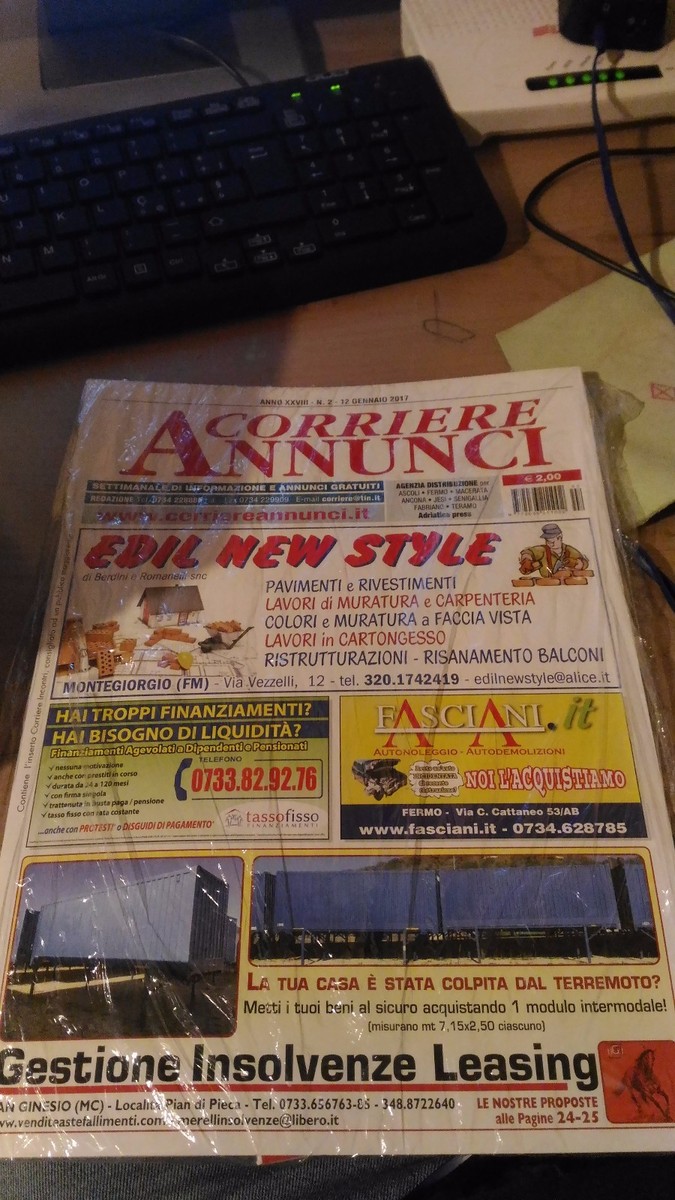 ANNO XXVIII - N. 2 - 12 GENNAIO 2017
CORRIERE
ANNUNCI
€ 2,00
SETTIMANALE DI INFORMAZIONE E ANNUNCI GRATUITI
REDAZIONE Tel. 0734 E-mail corriere@tin.it
www.corriereannunci.it
AGENZIA DISTRIBUZIONE per
ASCOLI • FERMO • MACERATA
ANCONA • JESI • SENIGALLIA
FABRIANO • TERAMO
Adriatica press
EDIL NEW STYLE
di Berdini e Romanelli snc
PAVIMENTI e RIVESTIMENTI
LAVORI di MURATURA e CARPENTERIA
COLORI e MURATURA a FACCIA VISTA
LAVORI in CARTONGESSO
RISTRUTTURAZIONI - RISANAMENTO BALCONI
MONTEGIORGIO (FM) - Via Vezzelli, 12 - tel. 320.1742419 - edilnewstyle@alice.it
HAI TROPPI FINANZIAMENTI?
HAI BISOGNO DI LIQUIDITÀ?
Finanziamenti Agevolati a Dipendenti e Pensionati
✓ nessuna motivazione
✓ anche con prestiti in corso
✓ durata da 24 a 120 mesi
✓ con firma singola
✓ trattenuta in busta paga / pensione
✓ tasso fisso con rata costante
TELEFONO
0733.82.92.76
...anche con PROTESTI o DISGUIDI DI PAGAMENTO!
tassofisso
FINANZIAMENTI
FASCIANI.it
AUTONOLEGGIO - AUTODEMOLIZIONI
NOI L'ACQUISTIAMO
FERMO - Via C. Cattaneo 53/AB
www.fasciani.it - 0734.628785
LA TUA CASA È STATA COLPITA DAL TERREMOTO?
Metti i tuoi beni al sicuro acquistando 1 modulo intermodale!
(misurano mt 7,15x2,50 ciascuno)
Gestione Insolvenze Leasing
AN GINESIO (MC) - Località Pian di Pieca - Tel. 0733.656763-85 - 348.8722640
LE NOSTRE PROPOSTE
alle Pagine 24-25